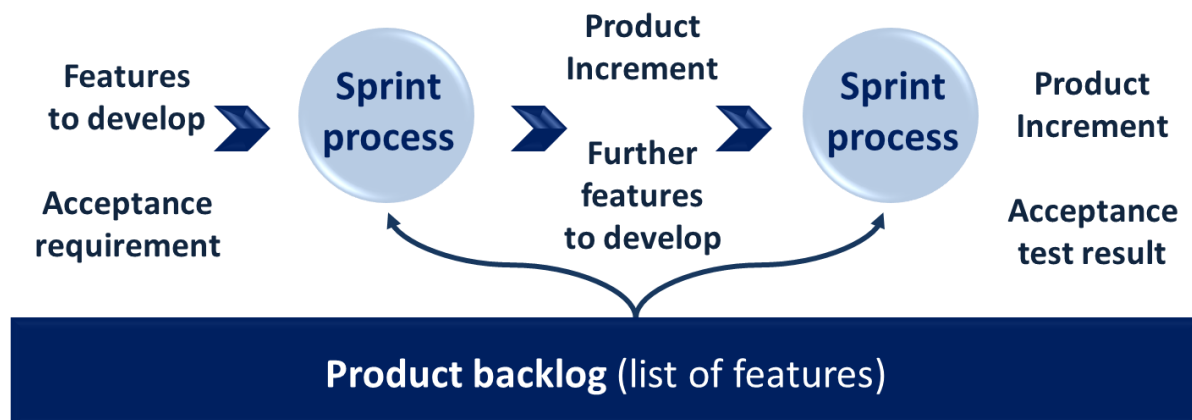 Features
to develop
Acceptance
requirement
Sprint
process
Product
Increment
Further
features
to develop
Sprint
process
Product
Increment
Acceptance
test result
Product backlog (list of features)